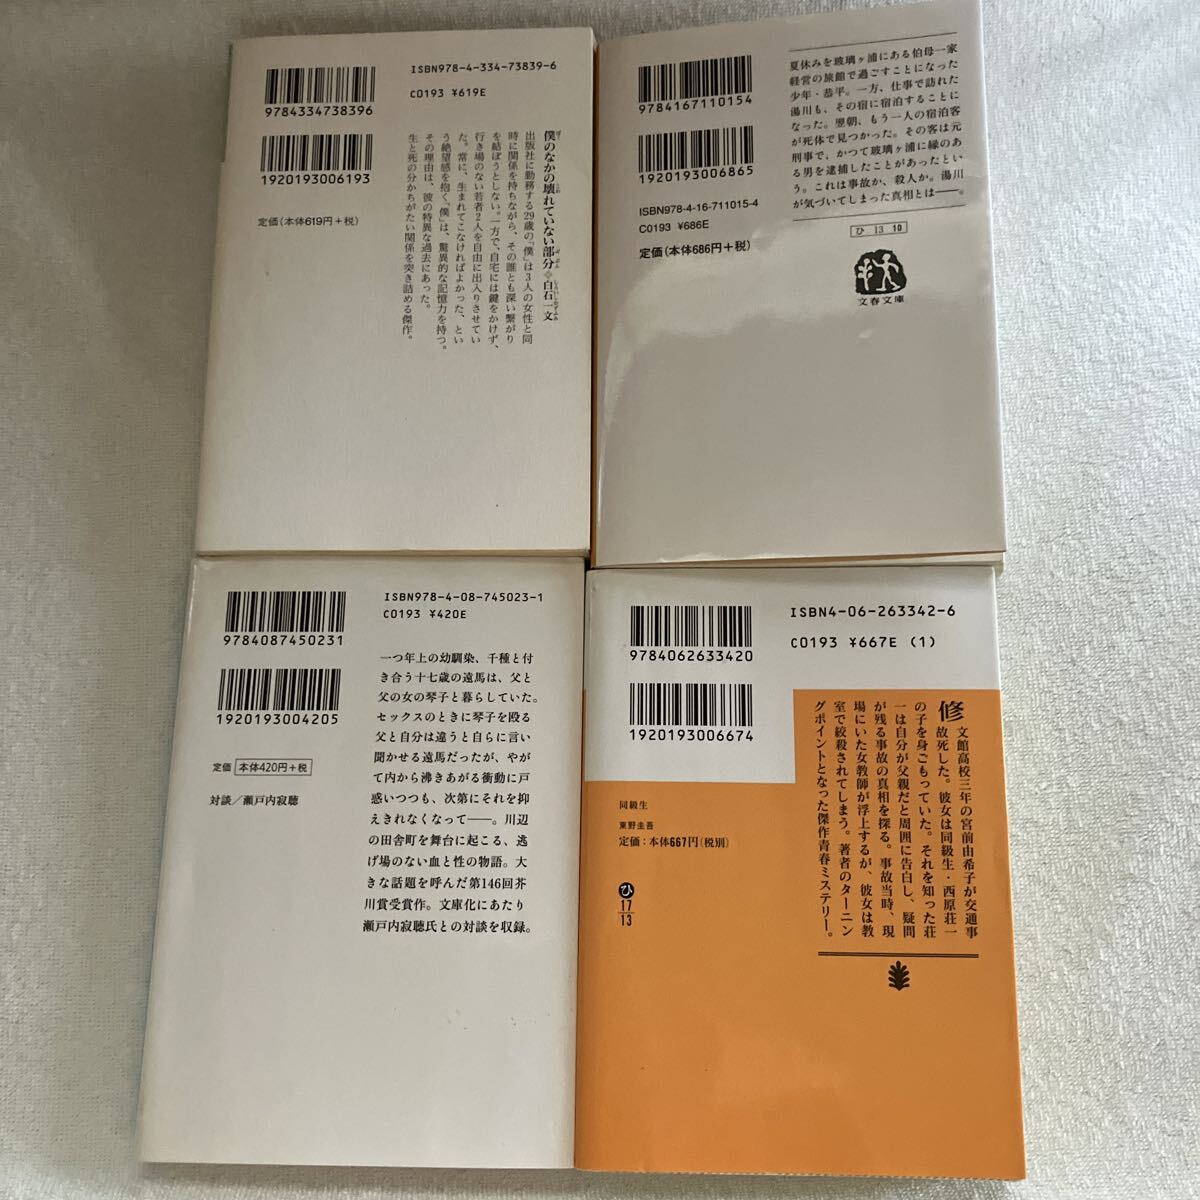 ISBN978-4-334-73839-6
C0193 ¥619E
9784334738396
1920193006193
定価(本体619円+税)
僕のなかの壊れていない部分◆白石一文
出版社に勤務する29歳の「僕」は3人の女性と同
時に関係を持ちながら、その誰とも深い繋がり
を結ぼうとしない。一方で、自宅には鍵をかけず、
行き場のない若者2人を自由に出入りさせてい
た。常に、生まれてこなければよかった、とい
う絶望感を抱く「僕」は、驚異的な記憶力を持つ。
その理由は、彼の特異な過去にあった。
生と死の分かちがたい関係を突き詰める傑作。
9784167110154
1920193006865
ISBN978-4-16-711015-4
C0193 ¥686E
定価(本体686円+税)
夏休みを玻璃ヶ浦にある伯母一家
経営の旅館で過ごすことになった
少年・恭平。一方、仕事で訪れた
湯川も、その宿に宿泊することに
なった。翌朝、もう一人の宿泊客
が死体で見つかった。その客は元
刑事で、かつて玻璃ヶ浦に縁のあ
る男を逮捕したことがあったとい
う。これは事故か、殺人か。湯川
が気づいてしまった真相とは――。
ひ 13 10
文春文庫
ISBN978-4-08-745023-1
C0193 ¥420E
9784087450231
1920193004205
定価 本体420円+税
対談/瀬戸内寂聴
一つ年上の幼馴染、千種と付
き合う十七歳の遠馬は、父と
父の女の琴子と暮らしていた。
セックスのときに琴子を殴る
父と自分は違うと自らに言い
聞かせる遠馬だったが、やが
て内から沸きあがる衝動に戸
惑いつつも、次第にそれを抑
えきれなくなって――。川辺
の田舎町を舞台に起こる、逃
げ場のない血と性の物語。大
きな話題を呼んだ第146回芥
川賞受賞作。文庫化にあたり
瀬戸内寂聴氏との対談を収録。
ISBN4-06-263342-6
C0193 ¥667E (1)
9784062633420
1920193006674
同級生
東野圭吾
定価:本体667円(税別)
ひ
17
13
修文館高校三年の宮前由希子が交通事
故死した。彼女は同級生・西原荘一
の子を身ごもっていた。それを知った荘
一は自分が父親だと周囲に告白し、疑問
が残る事故の真相を探る。事故当時、現
場にいた女教師が浮上するが、彼女は教
室で絞殺されてしまう。著者のターニン
グポイントとなった傑作青春ミステリー。